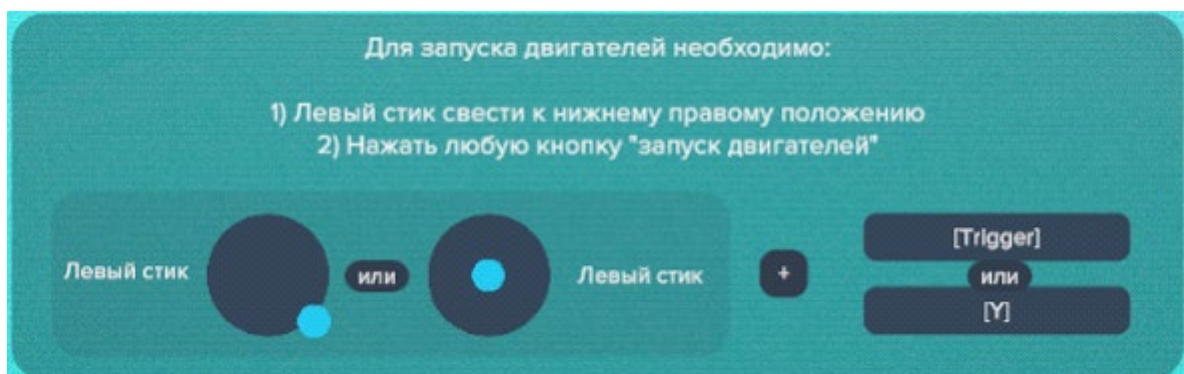 Для запуска двигателей необходимо:
1) Левый стик свести к нижнему правому положению
2) Нажать любую кнопку "запуск двигателей"
Левый стик
или
Левый стик
+
[Trigger]
или
[Y]